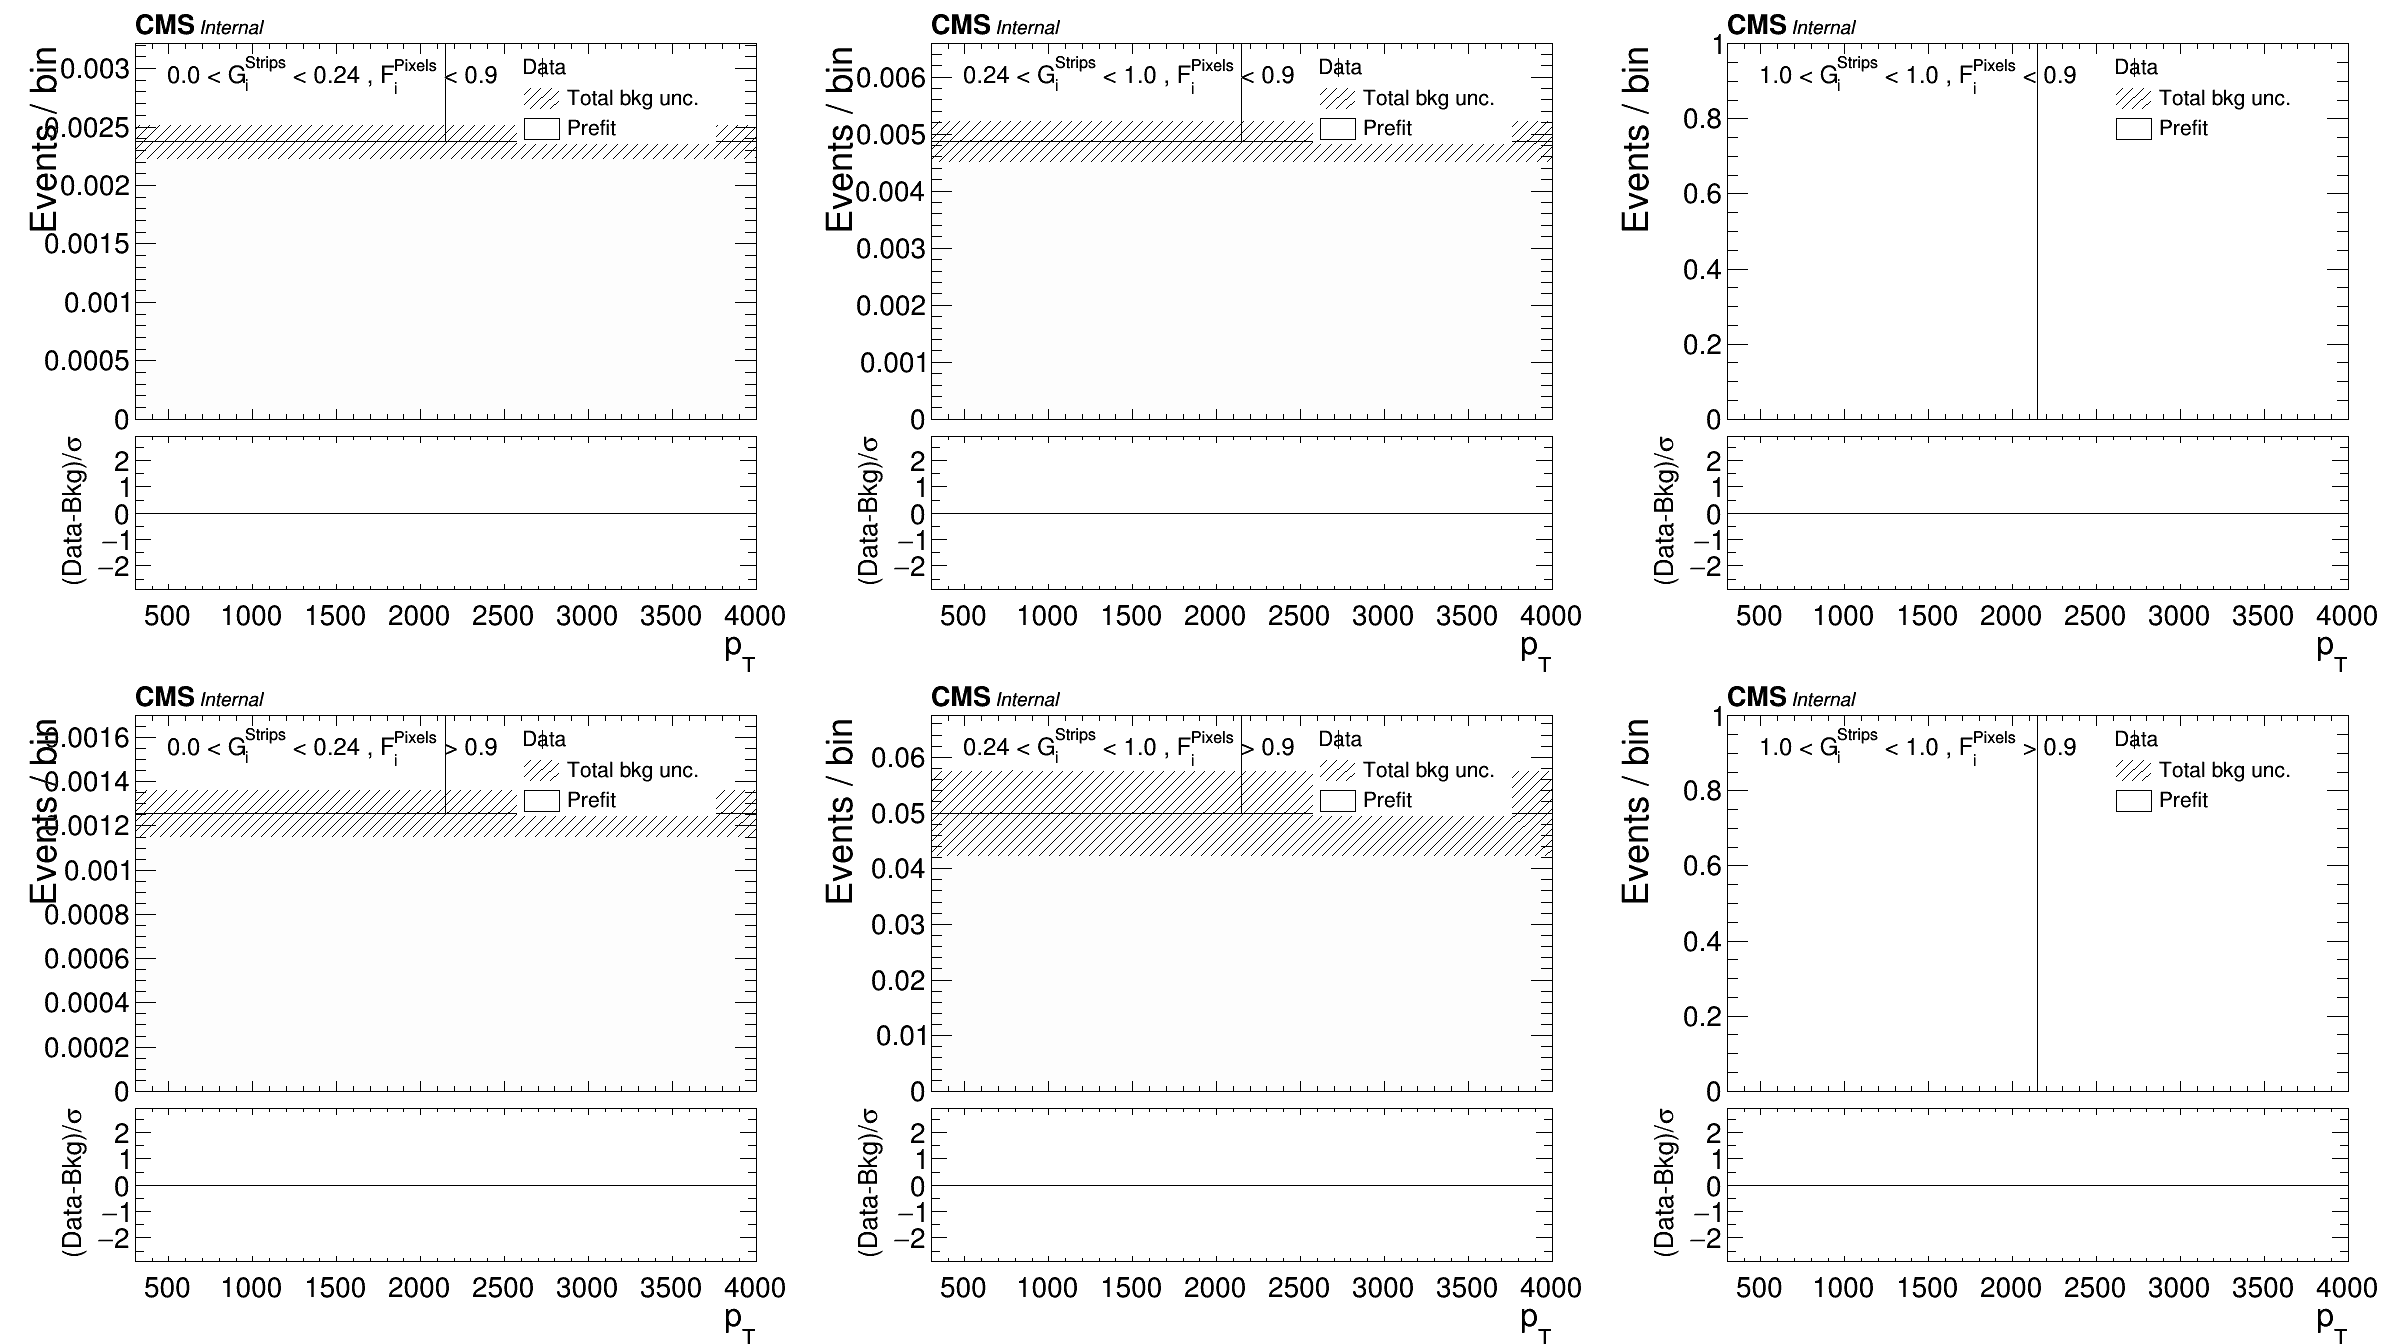 CMS Internal
Events / bin
0.0 < G_i^Strips < 0.24 , F_i^Pixels < 0.9
Data
Total bkg unc.
Prefit
0.003
0.0025
0.002
0.0015
0.001
0.0005
0
(Data-Bkg)/σ
2
1
0
−1
−2
500 1000 1500 2000 2500 3000 3500 4000
p_T
CMS Internal
Events / bin
0.24 < G_i^Strips < 1.0 , F_i^Pixels < 0.9
Data
Total bkg unc.
Prefit
0.006
0.005
0.004
0.003
0.002
0.001
0
(Data-Bkg)/σ
2
1
0
−1
−2
500 1000 1500 2000 2500 3000 3500 4000
p_T
CMS Internal
Events / bin
1.0 < G_i^Strips < 1.0 , F_i^Pixels < 0.9
Data
Total bkg unc.
Prefit
1
0.8
0.6
0.4
0.2
0
(Data-Bkg)/σ
2
1
0
−1
−2
500 1000 1500 2000 2500 3000 3500 4000
p_T
CMS Internal
Events / bin
0.0 < G_i^Strips < 0.24 , F_i^Pixels > 0.9
Data
Total bkg unc.
Prefit
0.0016
0.0014
0.0012
0.001
0.0008
0.0006
0.0004
0.0002
0
(Data-Bkg)/σ
2
1
0
−1
−2
500 1000 1500 2000 2500 3000 3500 4000
p_T
CMS Internal
Events / bin
0.24 < G_i^Strips < 1.0 , F_i^Pixels > 0.9
Data
Total bkg unc.
Prefit
0.06
0.05
0.04
0.03
0.02
0.01
0
(Data-Bkg)/σ
2
1
0
−1
−2
500 1000 1500 2000 2500 3000 3500 4000
p_T
CMS Internal
Events / bin
1.0 < G_i^Strips < 1.0 , F_i^Pixels > 0.9
Data
Total bkg unc.
Prefit
1
0.8
0.6
0.4
0.2
0
(Data-Bkg)/σ
2
1
0
−1
−2
500 1000 1500 2000 2500 3000 3500 4000
p_T